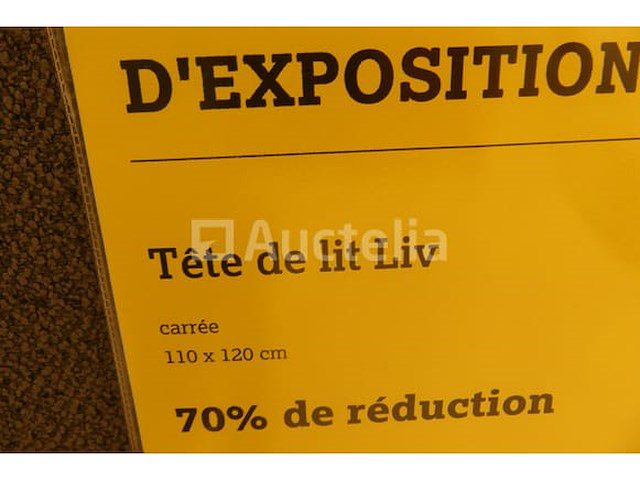 D'EXPOSITION
Auctelia
Tête de lit Liv
carrée
110 x 120 cm
70% de réduction